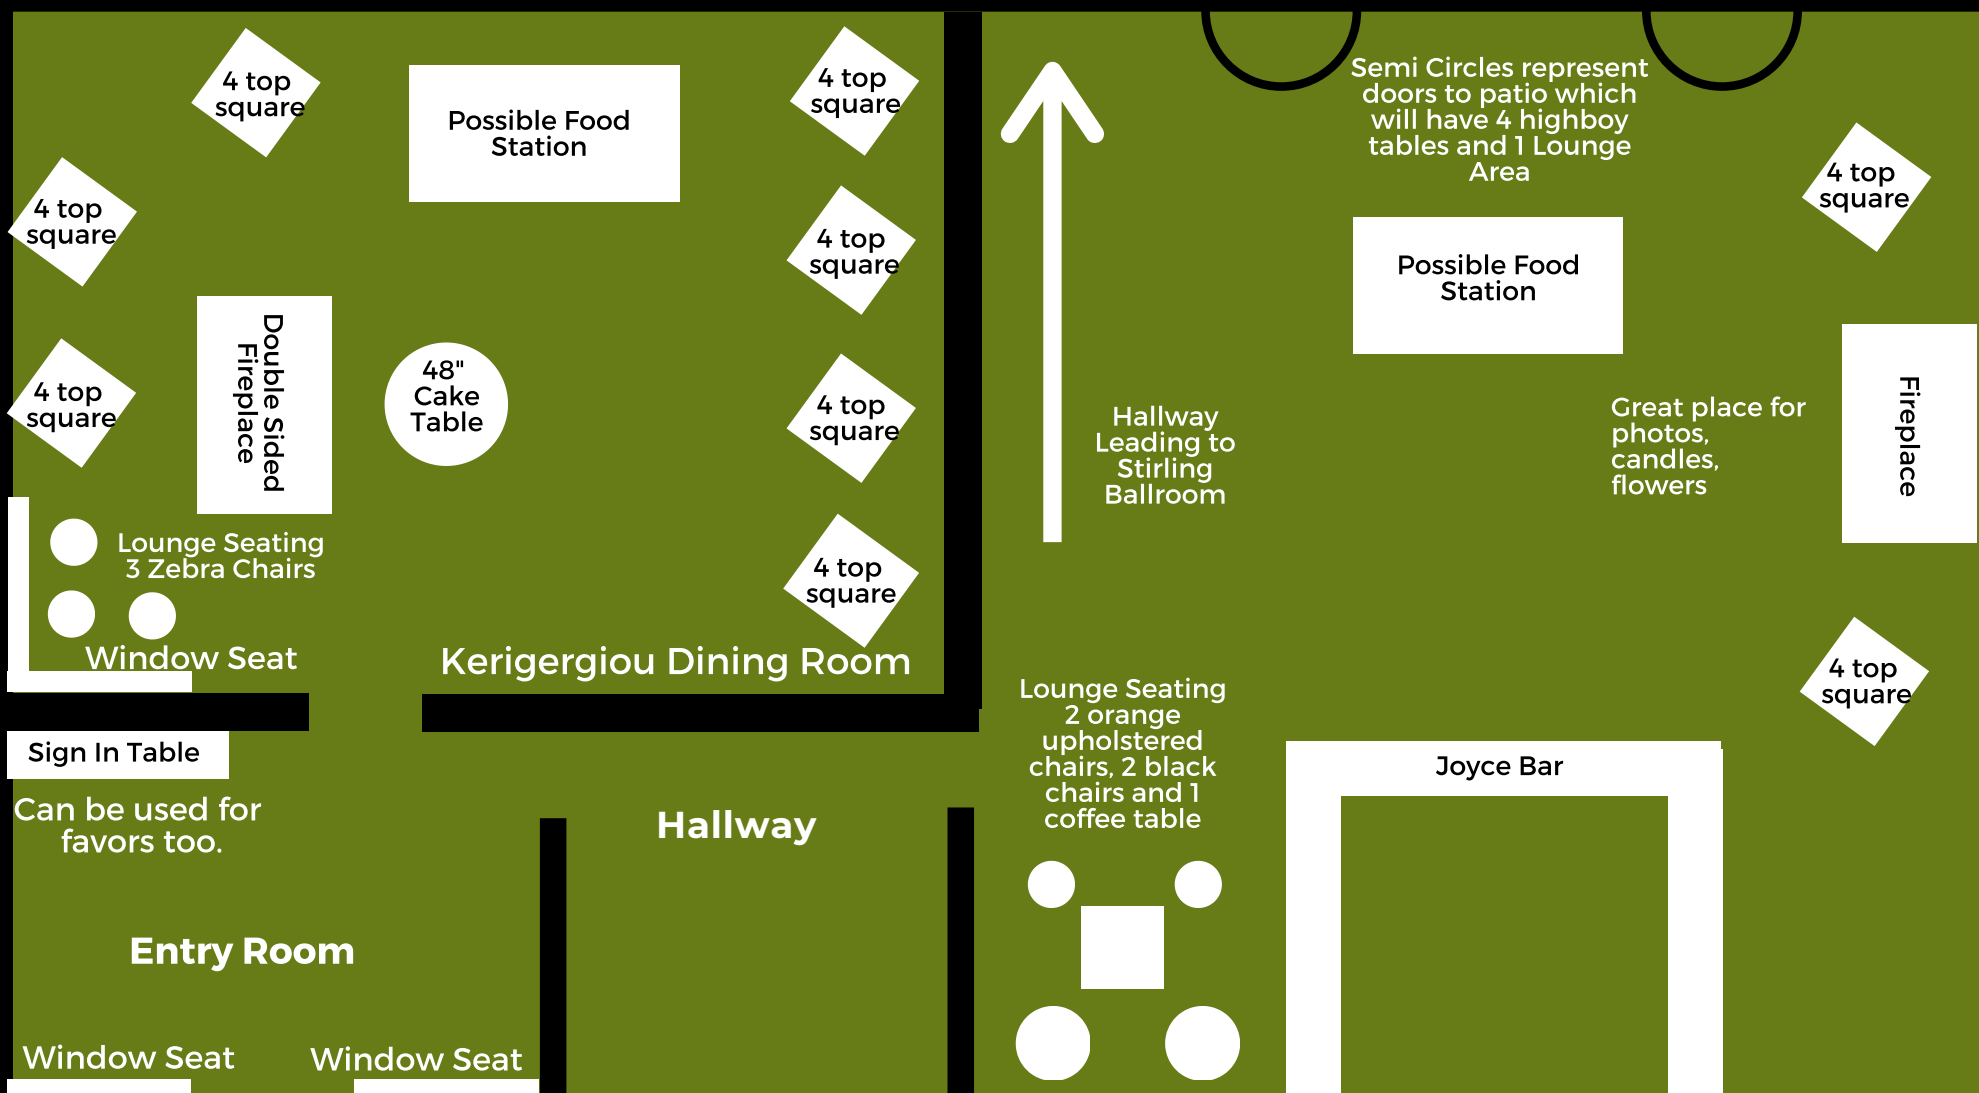 4 top
square
Possible Food
Station
4 top
square
4 top
square
4 top
square
4 top
square
4 top
square
4 top
square
Double Sided
Fireplace
48"
Cake
Table
Lounge Seating
3 Zebra Chairs
Window Seat
Kerigergiou Dining Room
Semi Circles represent
doors to patio which
will have 4 highboy
tables and 1 Lounge
Area
4 top
square
Possible Food
Station
Hallway
Leading to
Stirling
Ballroom
Great place for
photos,
candles,
flowers
Fireplace
4 top
square
Lounge Seating
2 orange
upholstered
chairs, 2 black
chairs and 1
coffee table
Joyce Bar
Sign In Table
Can be used for
favors too.
Hallway
Entry Room
Window Seat
Window Seat